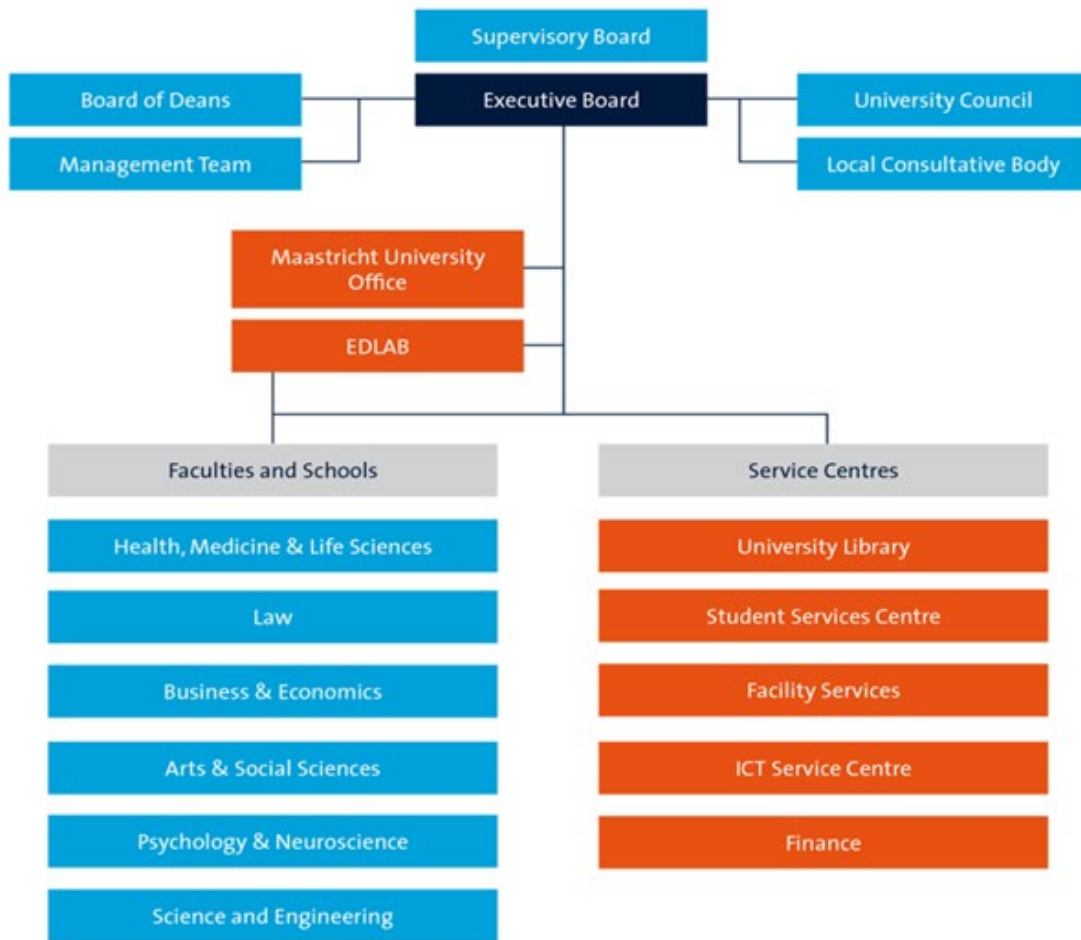 Supervisory Board
Board of Deans
Executive Board
University Council
Management Team
Local Consultative Body
Maastricht University
Office
EDLAB
Faculties and Schools
Service Centres
Health, Medicine & Life Sciences
University Library
Law
Student Services Centre
Business & Economics
Facility Services
Arts & Social Sciences
ICT Service Centre
Psychology & Neuroscience
Finance
Science and Engineering